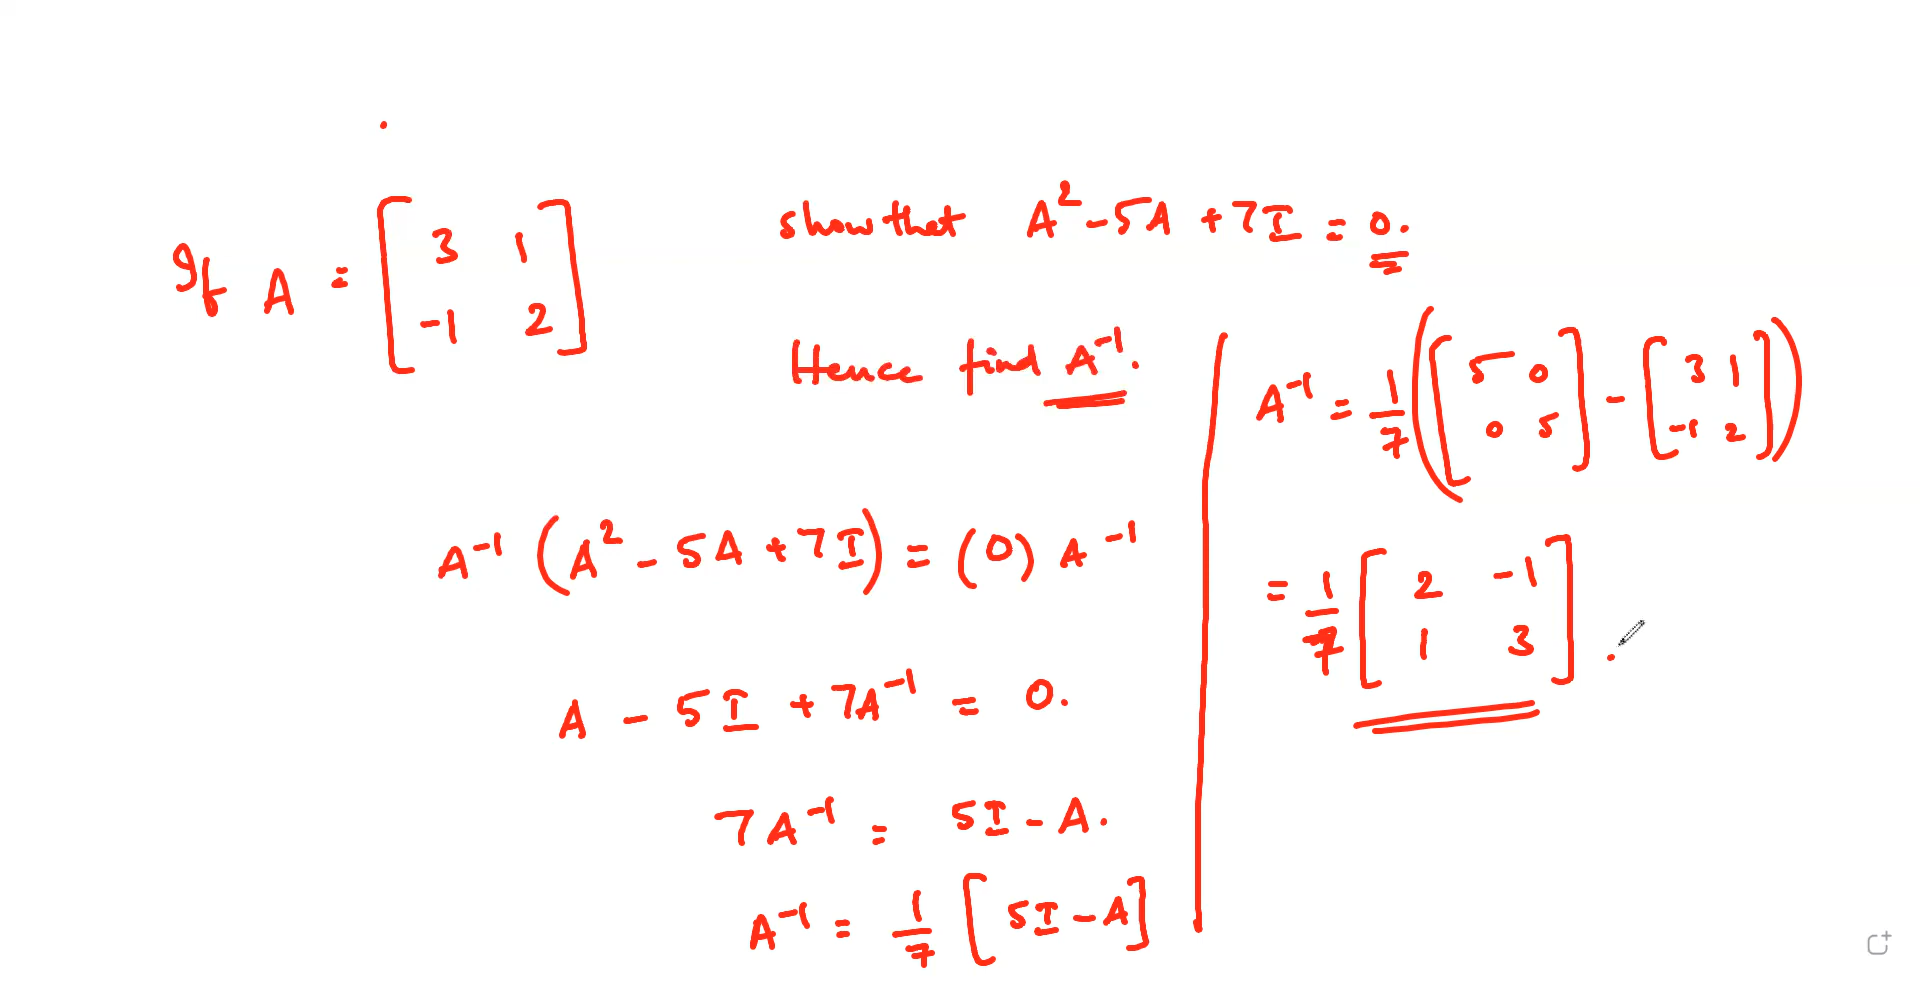 If A = [ 3 1 ; -1 2 ] show that A² - 5A + 7I = 0.
Hence find A⁻¹.
A⁻¹ (A² - 5A + 7I) = (0) A⁻¹
A - 5I + 7A⁻¹ = 0.
7A⁻¹ = 5I - A.
A⁻¹ = 1/7 [ 5I - A ]
A⁻¹ = 1/7 ( [ 5 0 ; 0 5 ] - [ 3 1 ; -1 2 ] )
= 1/7 [ 2 -1 ; 1 3 ] .